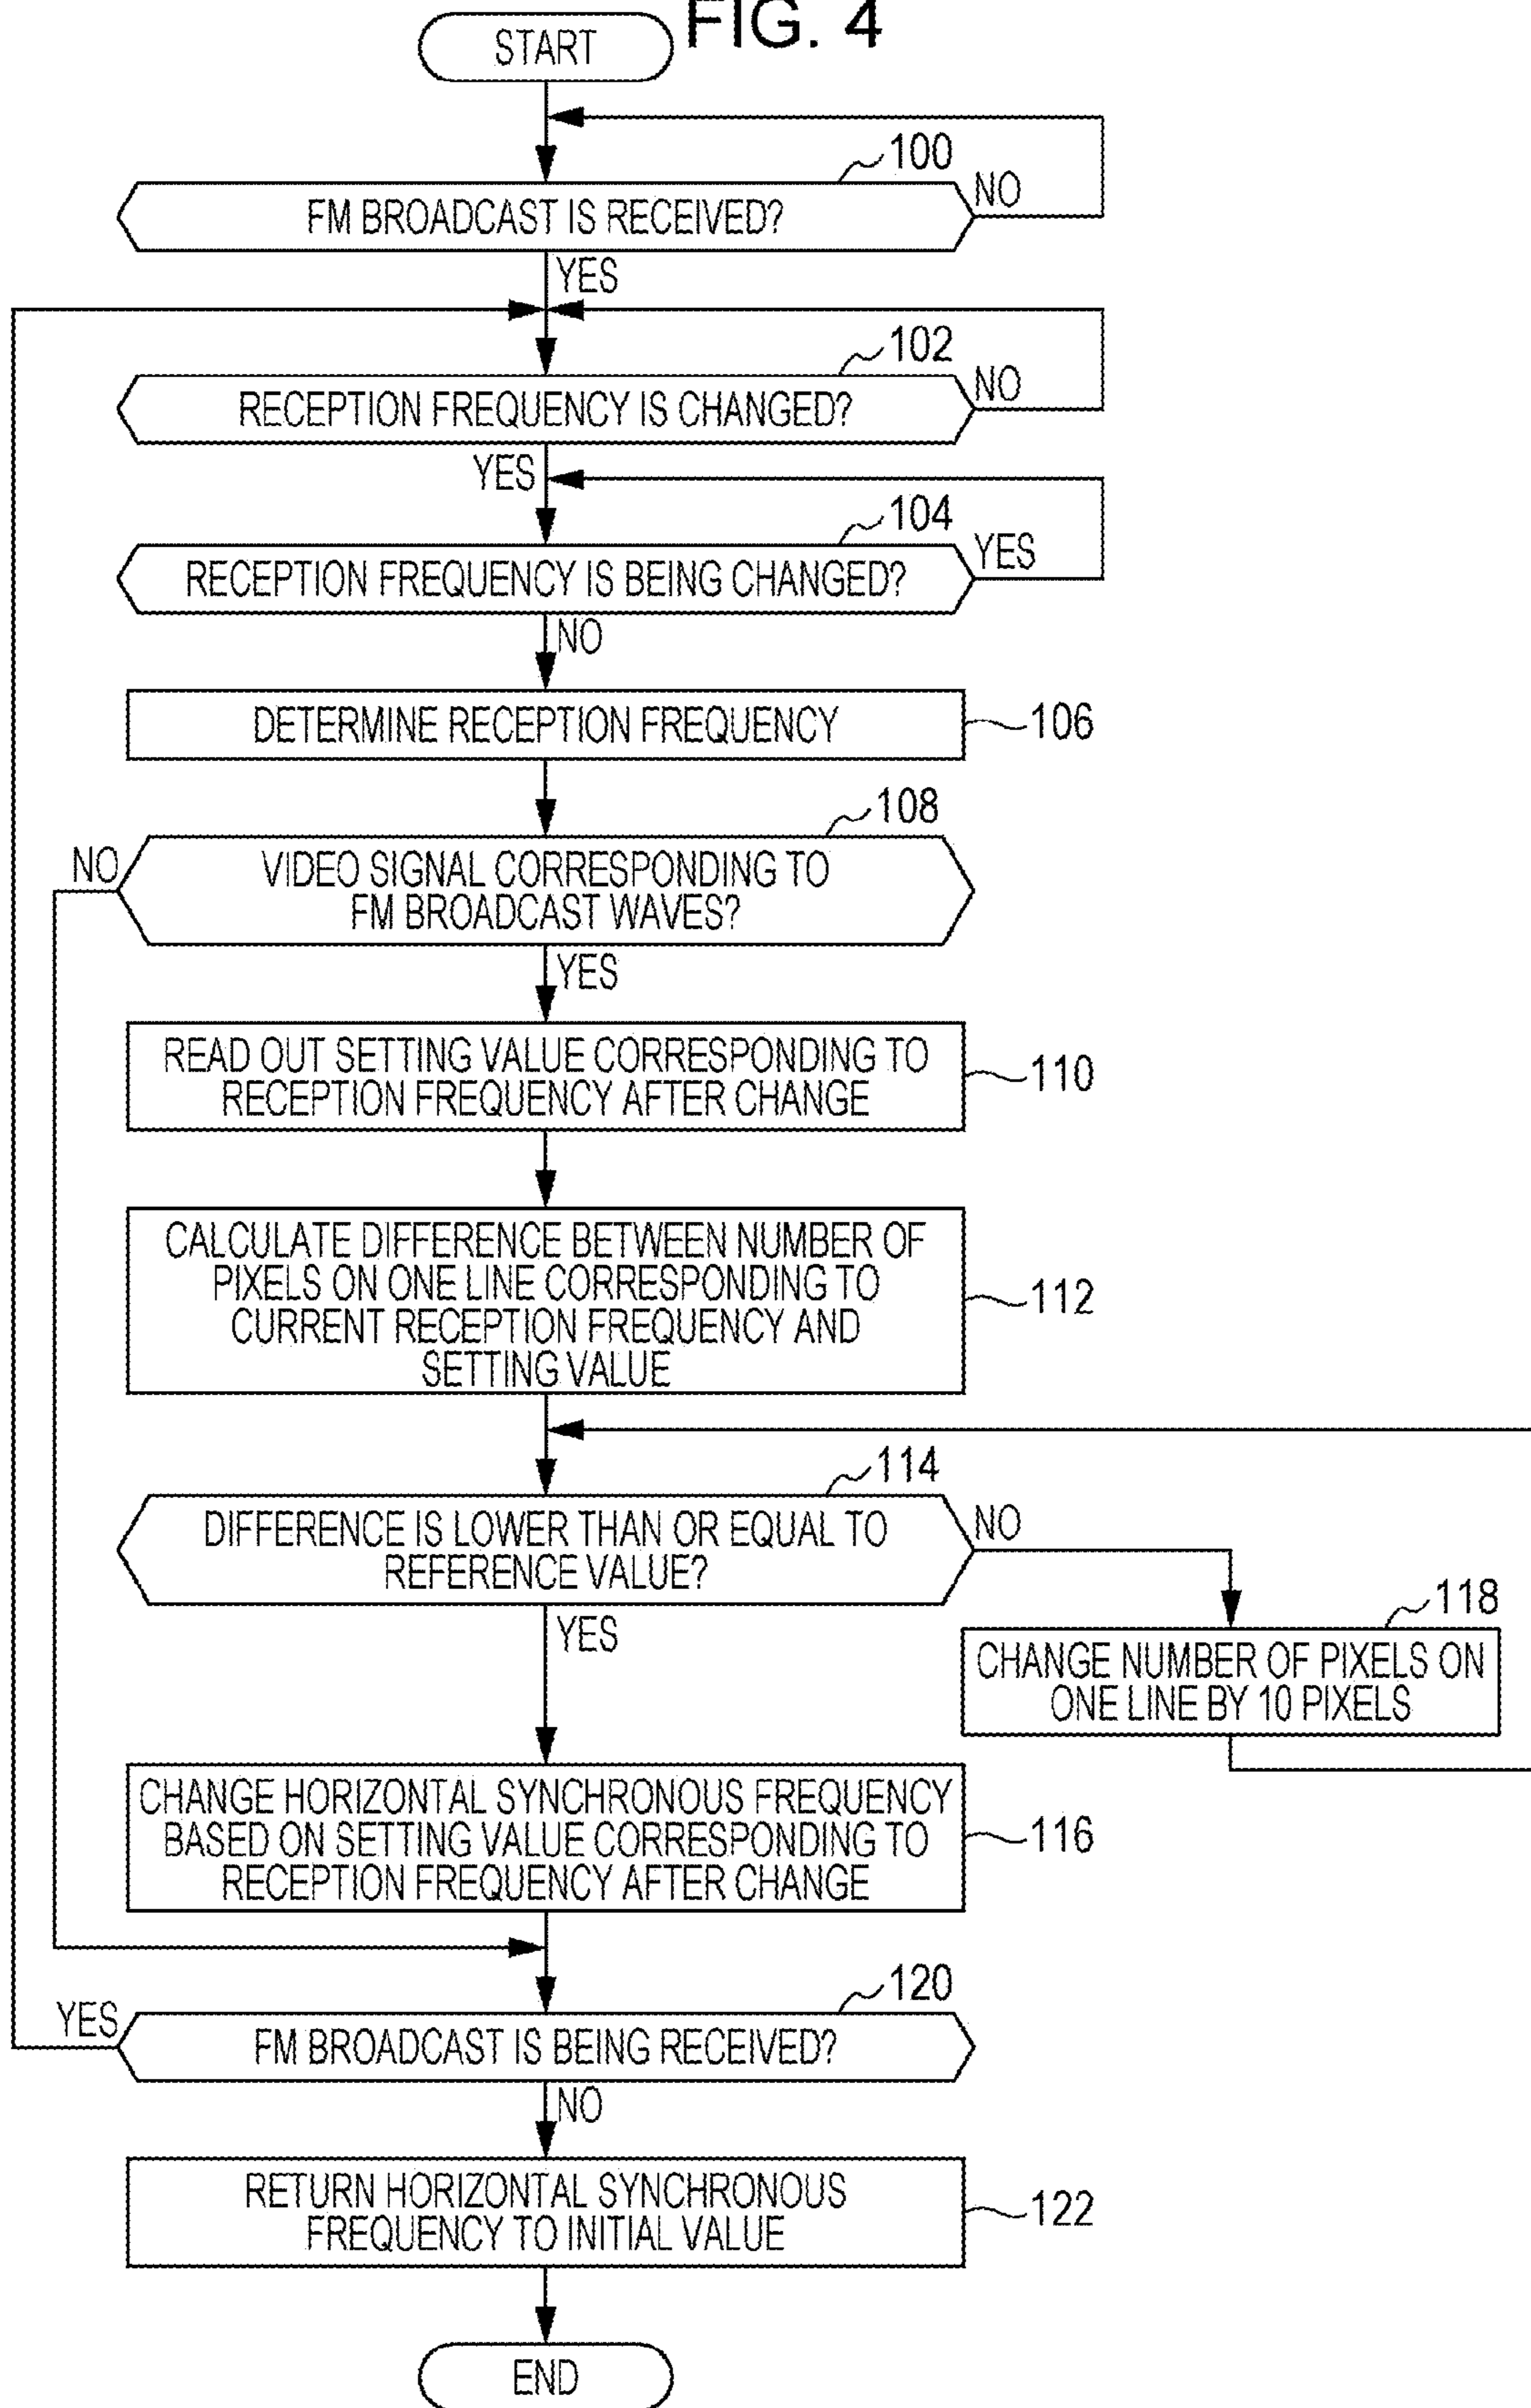 FIG. 4
START
100
FM BROADCAST IS RECEIVED?
NO
YES
102
RECEPTION FREQUENCY IS CHANGED?
NO
YES
104
RECEPTION FREQUENCY IS BEING CHANGED?
YES
NO
DETERMINE RECEPTION FREQUENCY
106
108
NO
VIDEO SIGNAL CORRESPONDING TO
FM BROADCAST WAVES?
YES
READ OUT SETTING VALUE CORRESPONDING TO
RECEPTION FREQUENCY AFTER CHANGE
110
CALCULATE DIFFERENCE BETWEEN NUMBER OF
PIXELS ON ONE LINE CORRESPONDING TO
CURRENT RECEPTION FREQUENCY AND
SETTING VALUE
112
114
DIFFERENCE IS LOWER THAN OR EQUAL TO
REFERENCE VALUE?
NO
YES
118
CHANGE NUMBER OF PIXELS ON
ONE LINE BY 10 PIXELS
CHANGE HORIZONTAL SYNCHRONOUS FREQUENCY
BASED ON SETTING VALUE CORRESPONDING TO
RECEPTION FREQUENCY AFTER CHANGE
116
120
YES
FM BROADCAST IS BEING RECEIVED?
NO
RETURN HORIZONTAL SYNCHRONOUS
FREQUENCY TO INITIAL VALUE
122
END